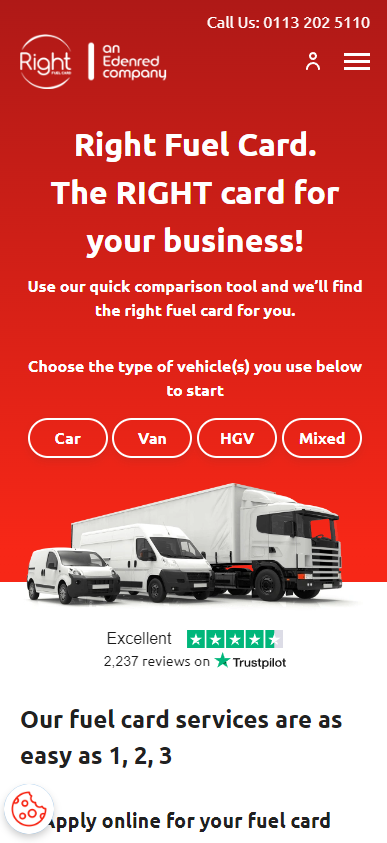 Call Us: 0113 202 5110
Right
FUEL CARD
an
Edenred
company
Right Fuel Card.
The RIGHT card for
your business!
Use our quick comparison tool and we'll find
the right fuel card for you.
Choose the type of vehicle(s) you use below
to start
Car Van HGV Mixed
Excellent
2,237 reviews on Trustpilot
Our fuel card services are as
easy as 1, 2, 3
Apply online for your fuel card